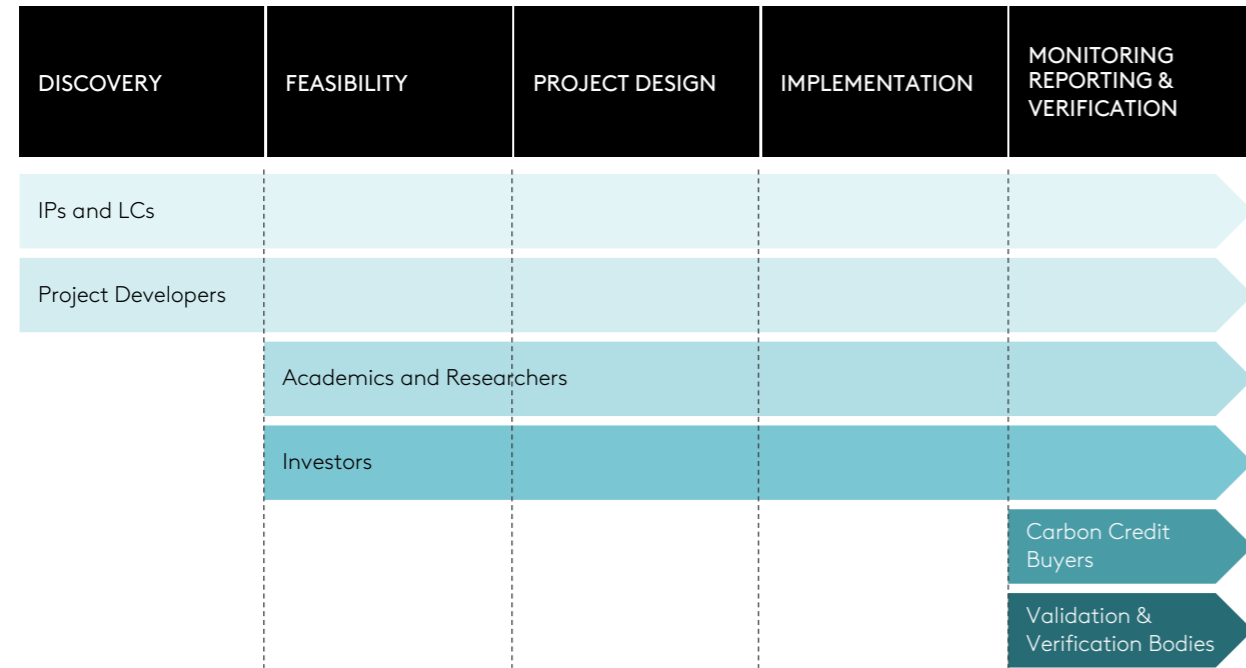 DISCOVERY
FEASIBILITY
PROJECT DESIGN
IMPLEMENTATION
MONITORING
REPORTING &
VERIFICATION
IPs and LCs
Project Developers
Academics and Researchers
Investors
Carbon Credit
Buyers
Validation &
Verification Bodies